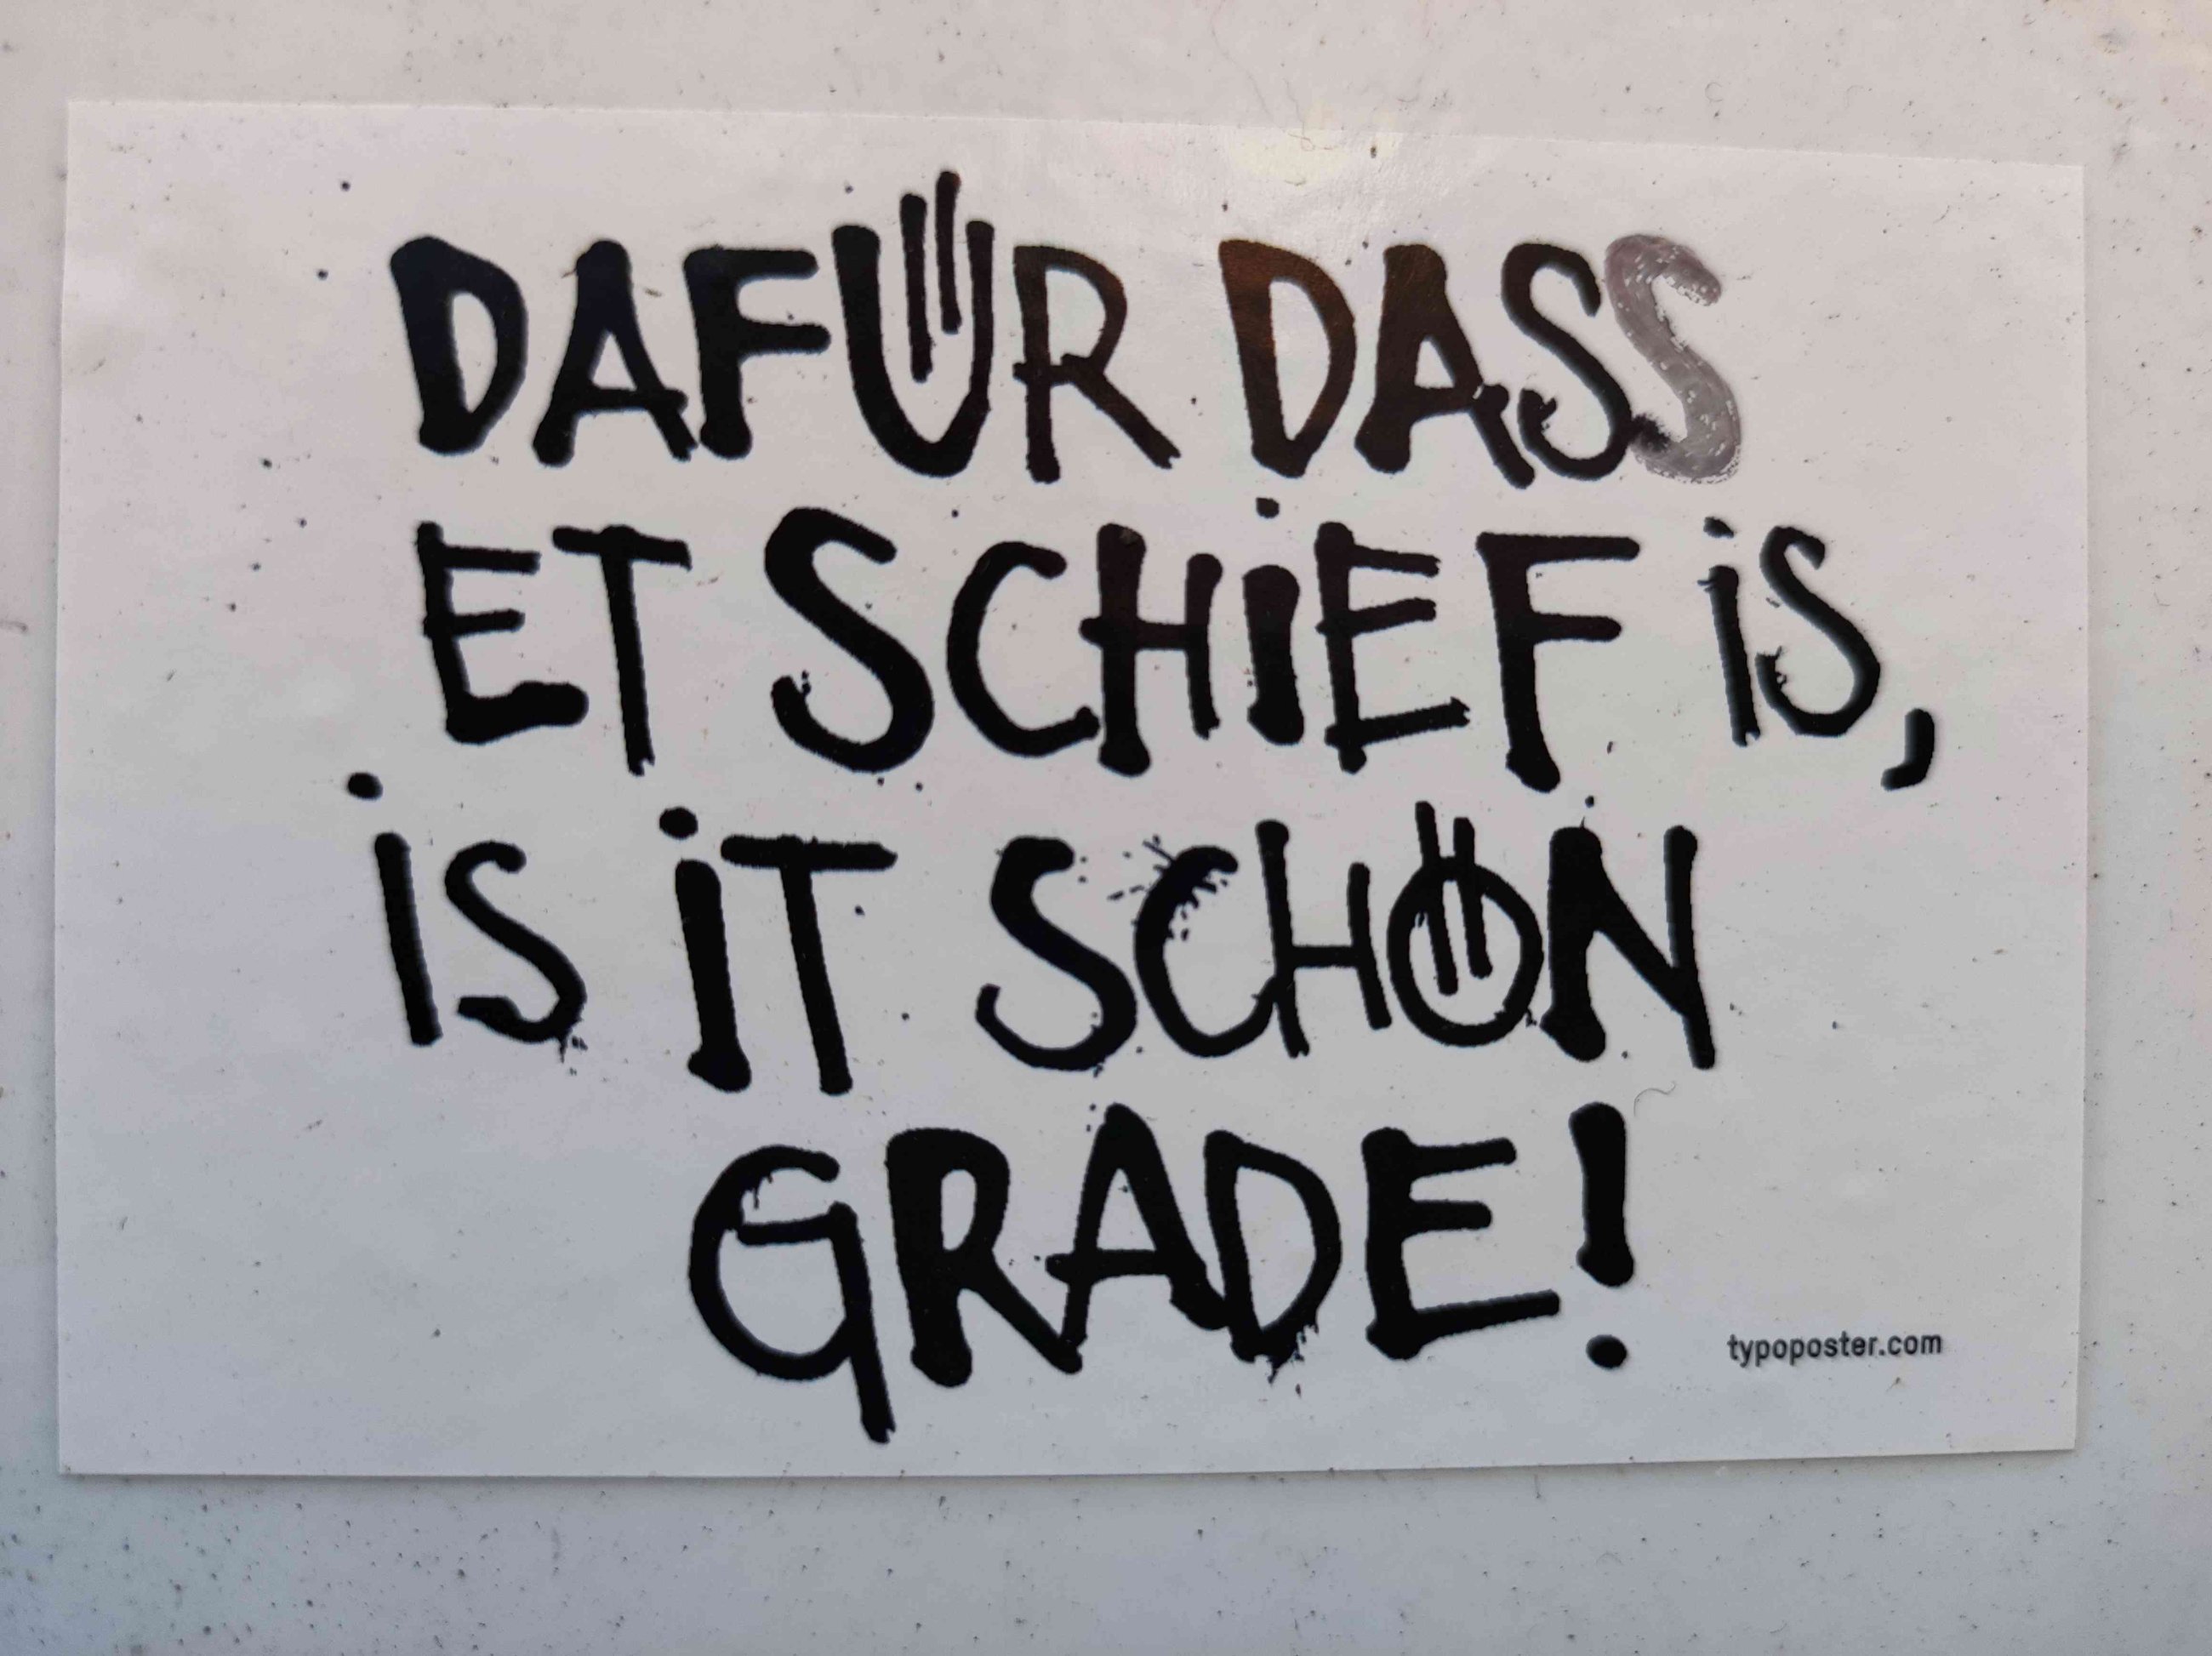 DAFÜR DASS
ET SCHiEF iS,
iS iT SCHÖN
GRADE!
typoposter.com